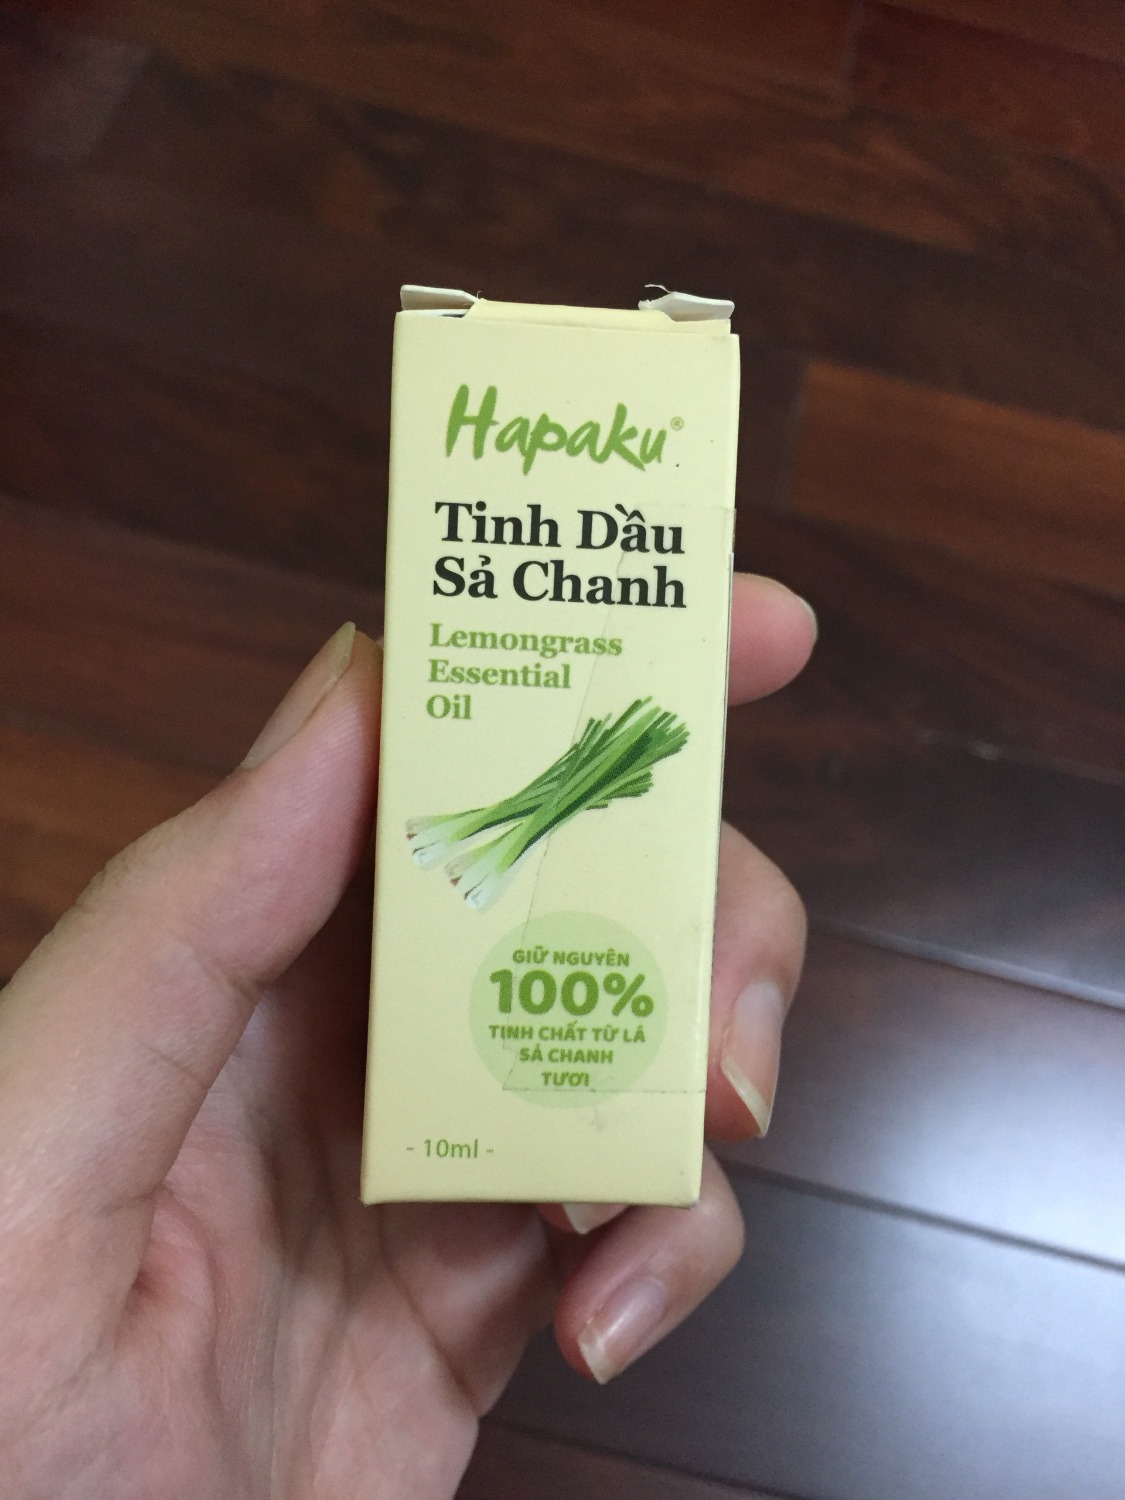 Hapaku®
Tinh Dầu
Sả Chanh
Lemongrass
Essential
Oil
GIỮ NGUYÊN
100%
TINH CHẤT TỪ LÁ
SẢ CHANH
TƯƠI
- 10ml -